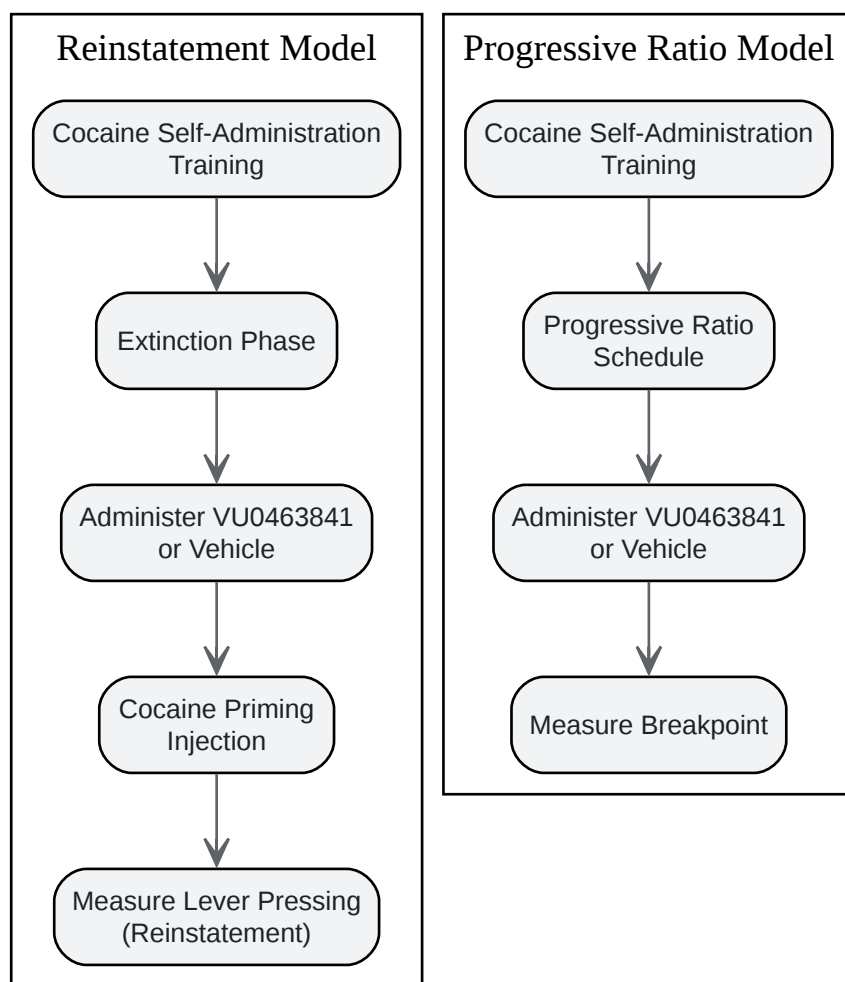 Reinstatement Model
Cocaine Self-Administration
Training
Extinction Phase
Administer VU0463841
or Vehicle
Cocaine Priming
Injection
Measure Lever Pressing
(Reinstatement)
Progressive Ratio Model
Cocaine Self-Administration
Training
Progressive Ratio
Schedule
Administer VU0463841
or Vehicle
Measure Breakpoint